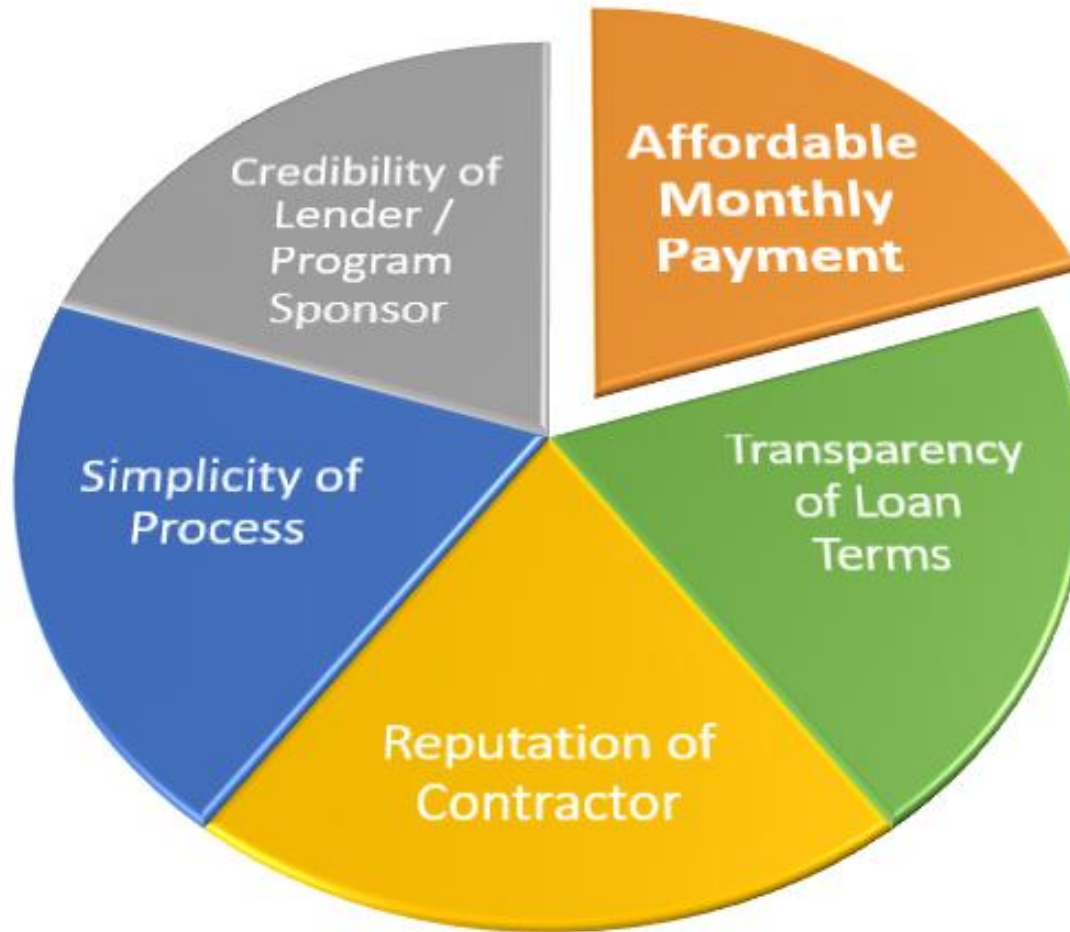 Affordable
Monthly
Payment
Credibility of
Lender /
Program
Sponsor
Transparency
of Loan
Terms
Simplicity of
Process
Reputation of
Contractor